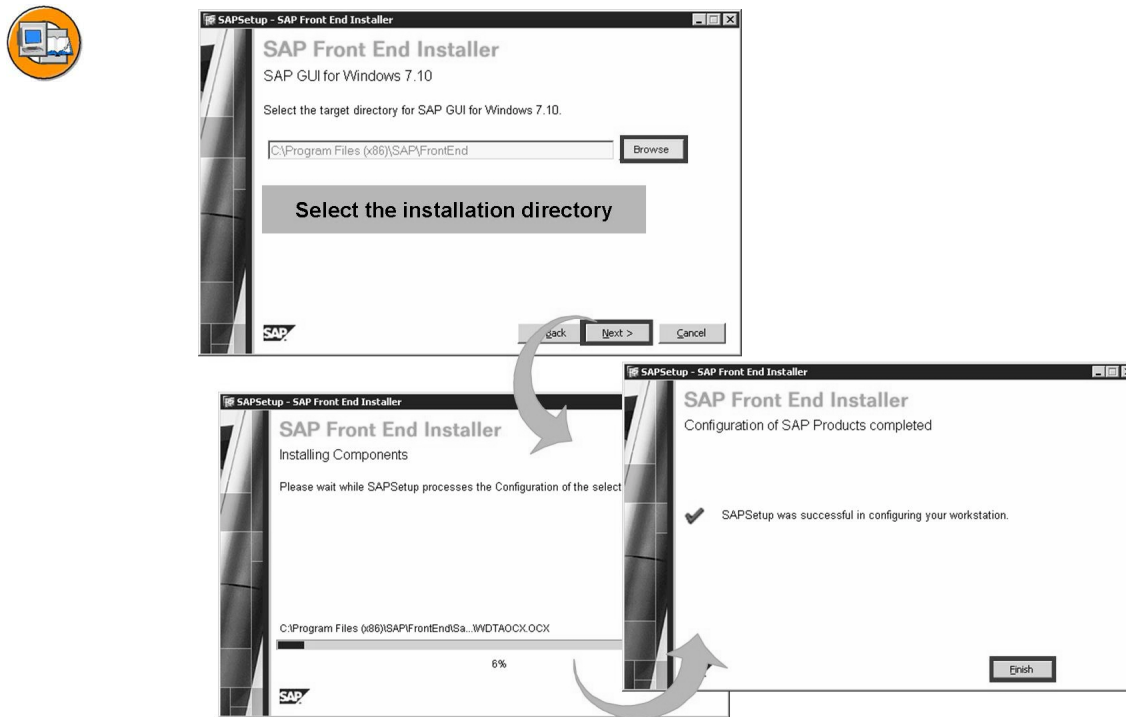 SAPSetup - SAP Front End Installer
SAP Front End Installer
SAP GUI for Windows 7.10
Select the target directory for SAP GUI for Windows 7.10.
C:\Program Files (x86)\SAP\FrontEnd
Browse
Select the installation directory
SAP
Back
Next >
Cancel
SAPSetup - SAP Front End Installer
SAP Front End Installer
Installing Components
Please wait while SAPSetup processes the Configuration of the select
C:\Program Files (x86)\SAP\FrontEnd\Sa...\WDTAOCX.OCX
6%
SAP
SAPSetup - SAP Front End Installer
SAP Front End Installer
Configuration of SAP Products completed
SAPSetup was successful in configuring your workstation.
Finish